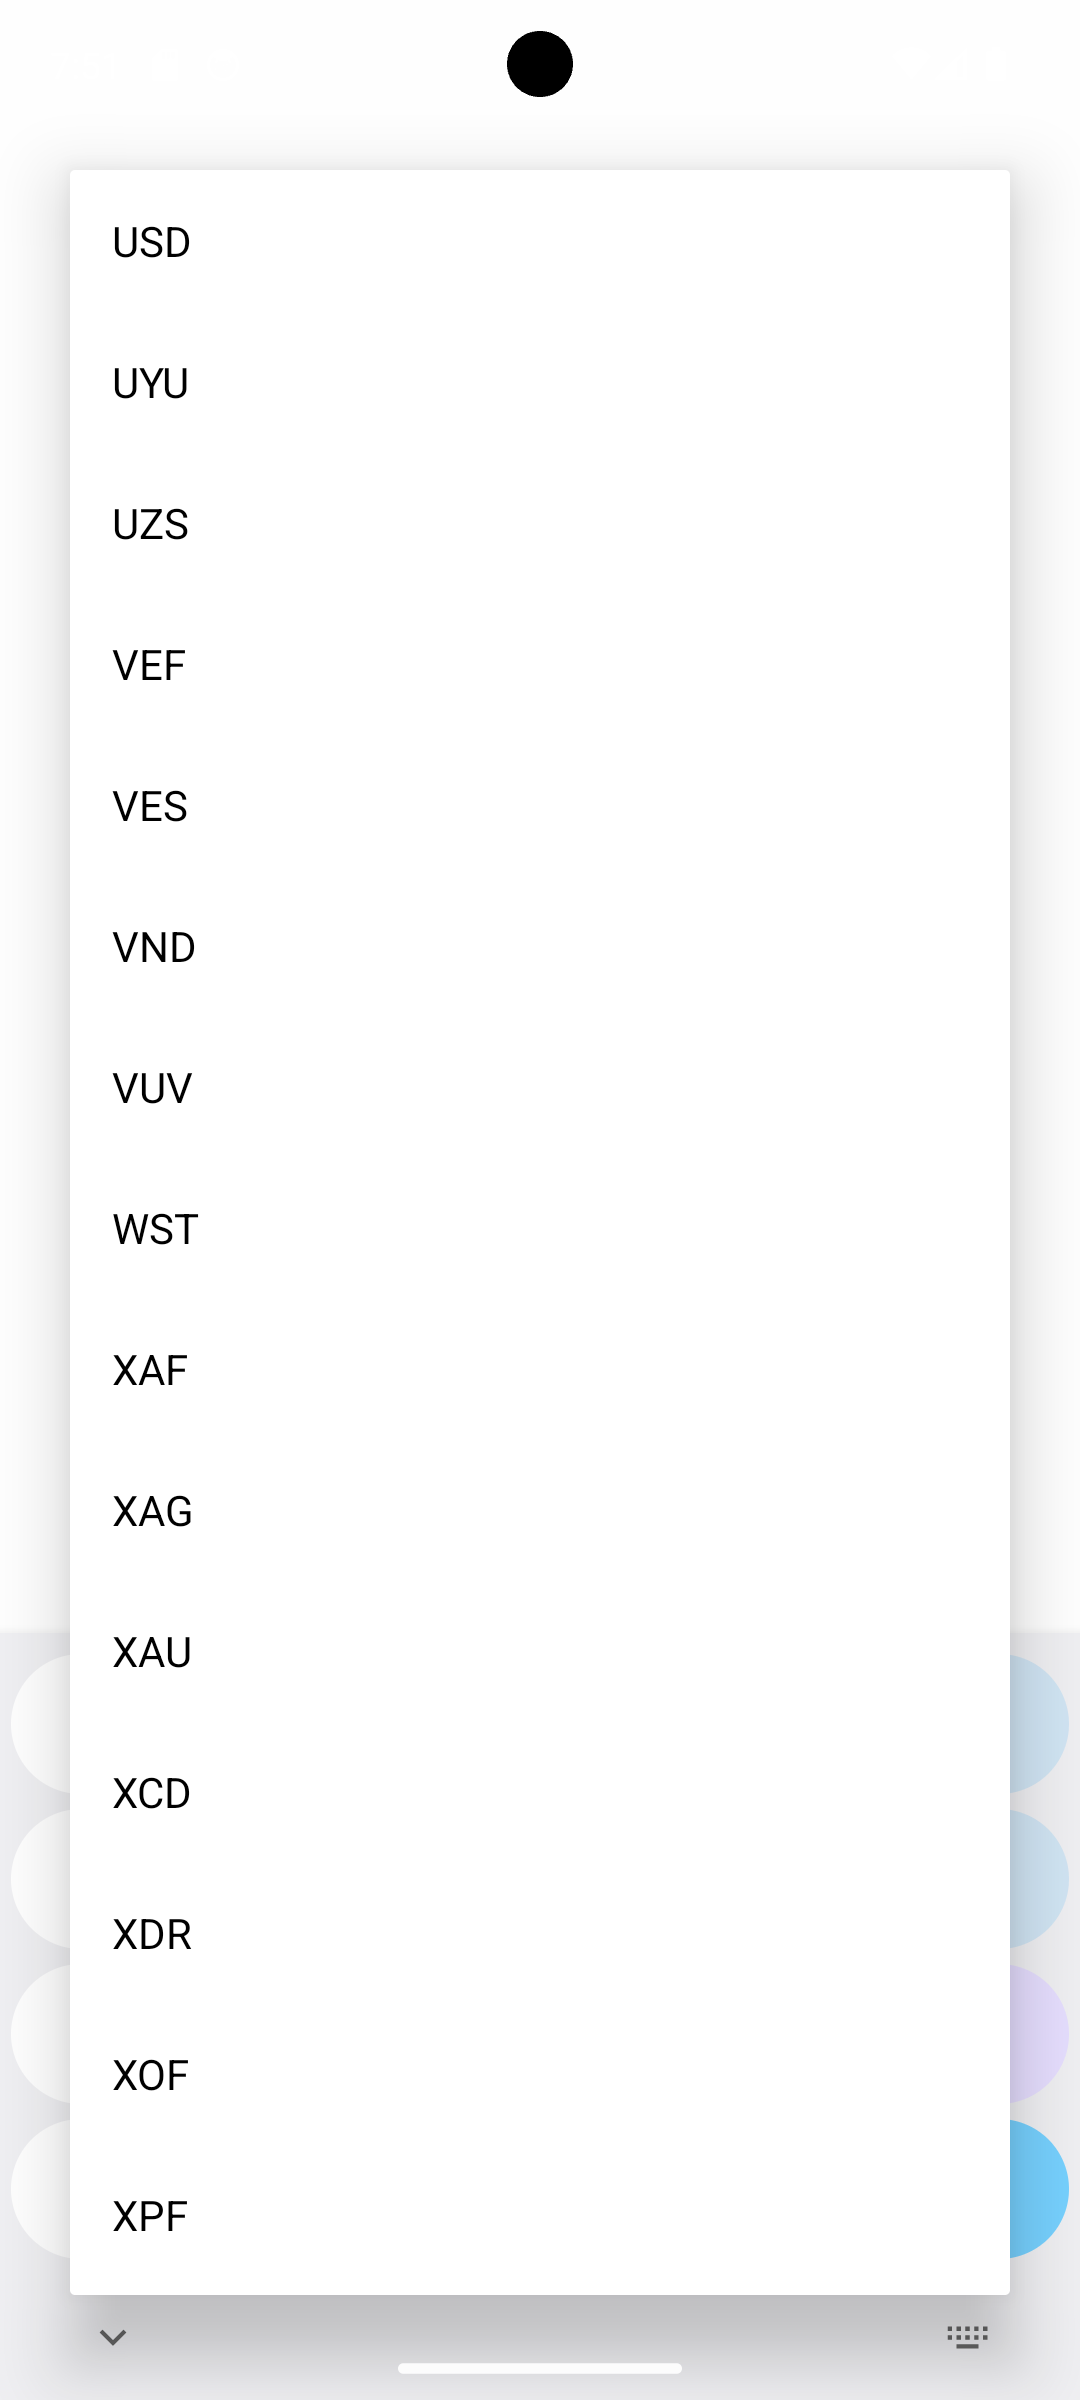 USD
UYU
UZS
VEF
VES
VND
VUV
WST
XAF
XAG
XAU
XCD
XDR
XOF
XPF